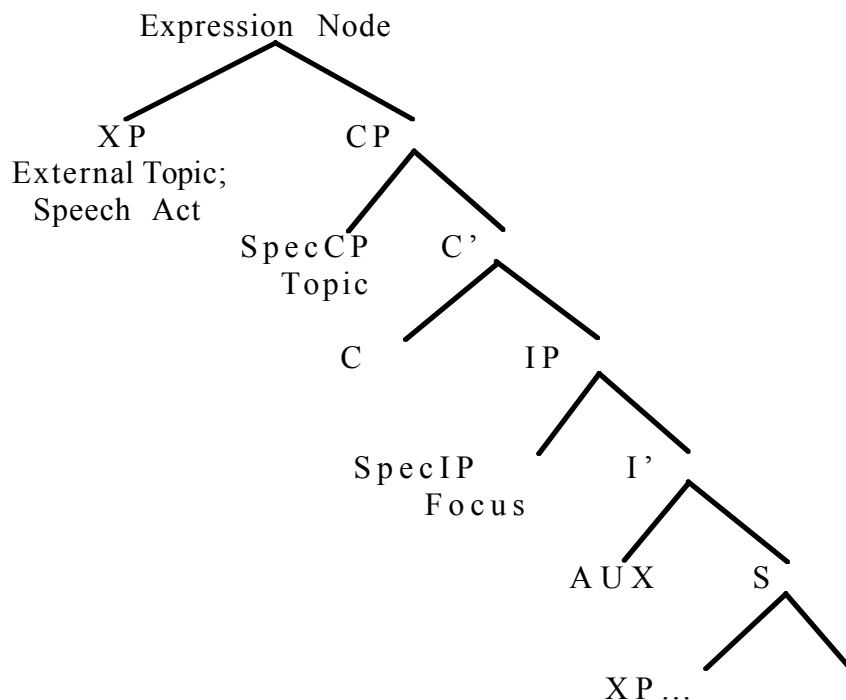 Expression Node
XP CP
External Topic;
Speech Act
SpecCP C’
Topic
C IP
SpecIP I’
Focus
AUX S
XP...